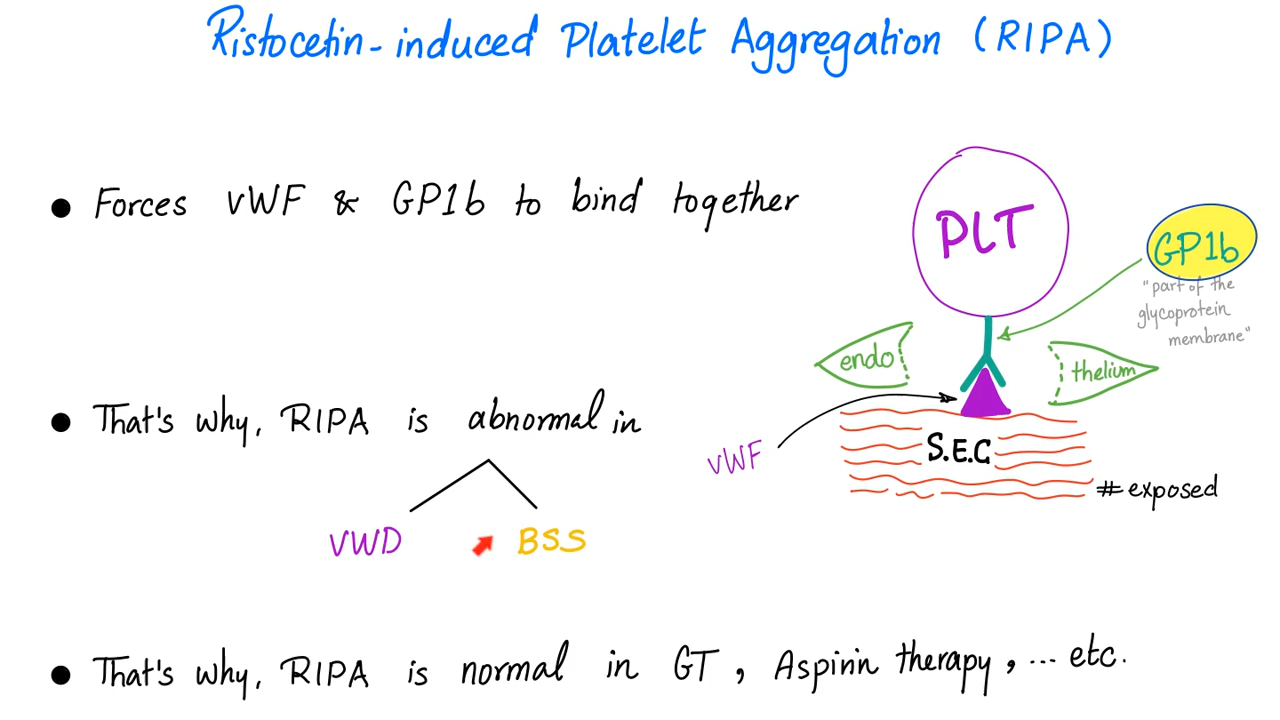 Ristocetin-induced Platelet Aggregation (RIPA)
• Forces vWF & GP1b to bind together
PLT
GP1b
"part of the
glycoprotein
membrane"
endo
thelium
vWF
S.E.C
#exposed
• That's why, RIPA is abnormal in
VWD
BSS
• That's why, RIPA is normal in GT, Aspirin therapy, ... etc.